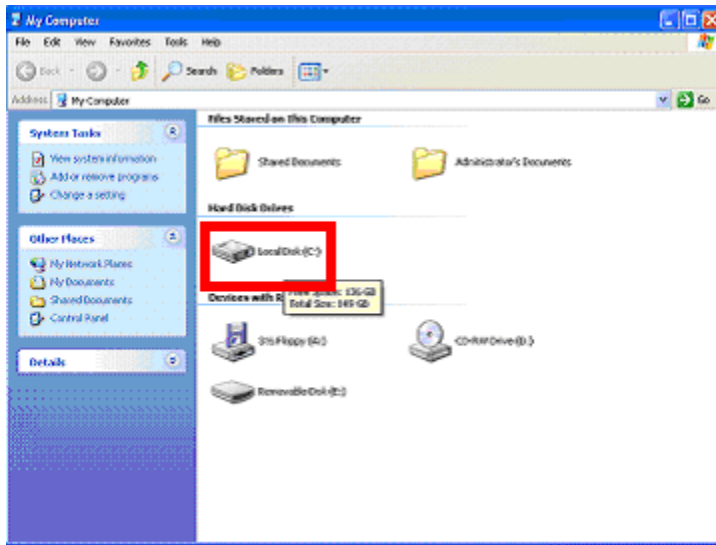 My Computer
File Edit View Favorites Tools Help
Back Search Folders
Address My Computer Go
System Tasks
View system information
Add or remove programs
Change a setting
Other Places
My Network Places
My Documents
Shared Documents
Control Panel
Details
Files Stored on This Computer
Shared Documents Administrator's Documents
Hard Disk Drives
Local Disk (C:)
Space: 136 GB
Total Size: 149 GB
Devices with R
3½ Floppy (A:) CD-RW Drive (D:)
Removable Disk (E:)